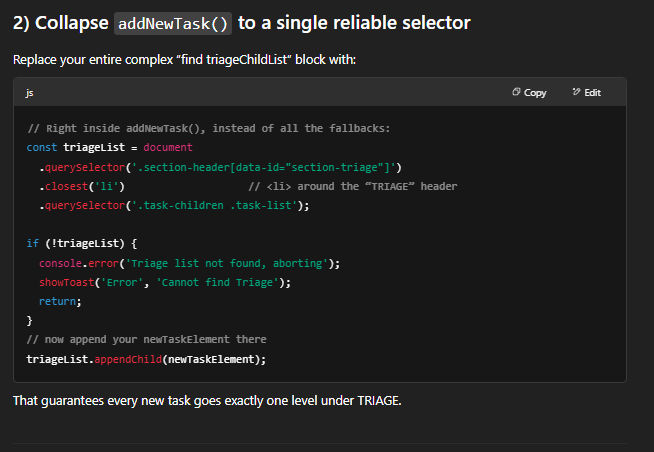 2) Collapse addNewTask() to a single reliable selector
Replace your entire complex “find triageChildList” block with:
js Copy Edit
// Right inside addNewTask(), instead of all the fallbacks:
const triageList = document
  .querySelector('.section-header[data-id="section-triage"]')
  .closest('li')                    // <li> around the “TRIAGE” header
  .querySelector('.task-children .task-list');
if (!triageList) {
  console.error('Triage list not found, aborting');
  showToast('Error', 'Cannot find Triage');
  return;
}
// now append your newTaskElement there
triageList.appendChild(newTaskElement);
That guarantees every new task goes exactly one level under TRIAGE.